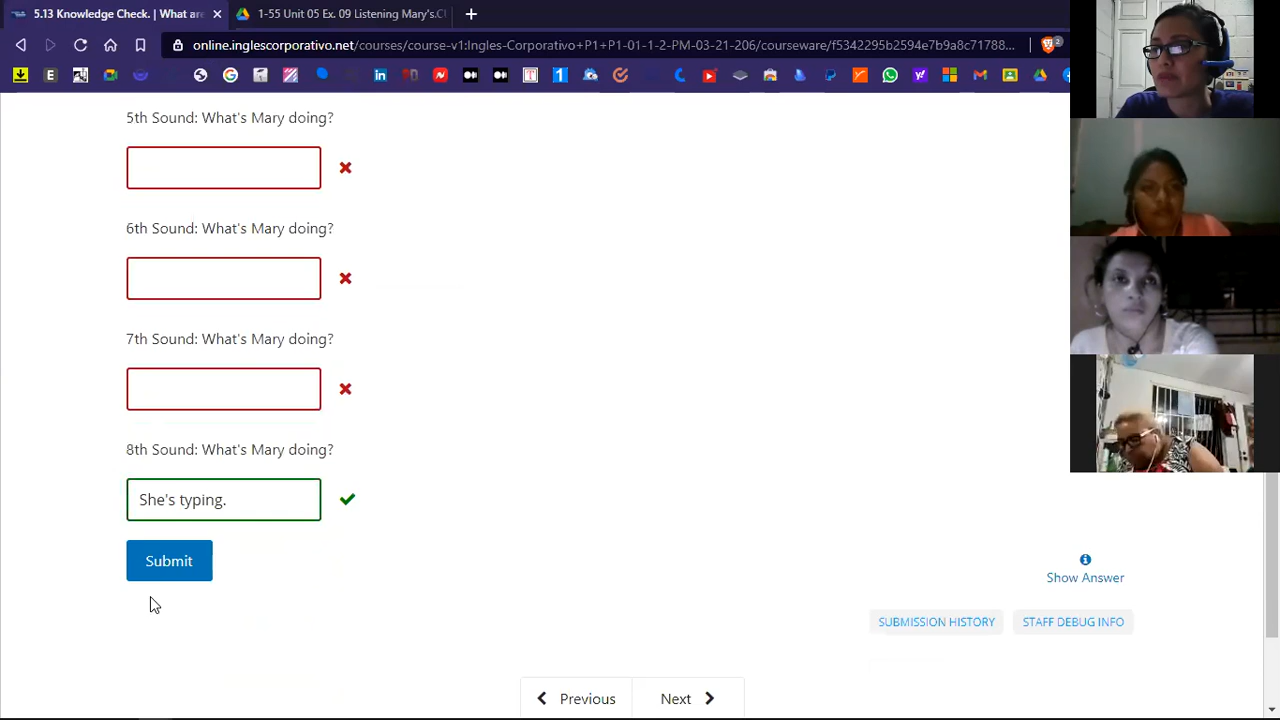 5.13 Knowledge Check. | What are
1-55 Unit 05 Ex. 09 Listening Mary's.C
online.inglescorporativo.net/courses/course-v1:Ingles-Corporativo+P1+P1-01-1-2-PM-03-21-206/courseware/f5342295b2594e7b9a8c71788...
5th Sound: What's Mary doing?
6th Sound: What's Mary doing?
7th Sound: What's Mary doing?
8th Sound: What's Mary doing?
She's typing.
Submit
Show Answer
SUBMISSION HISTORY
STAFF DEBUG INFO
Previous
Next